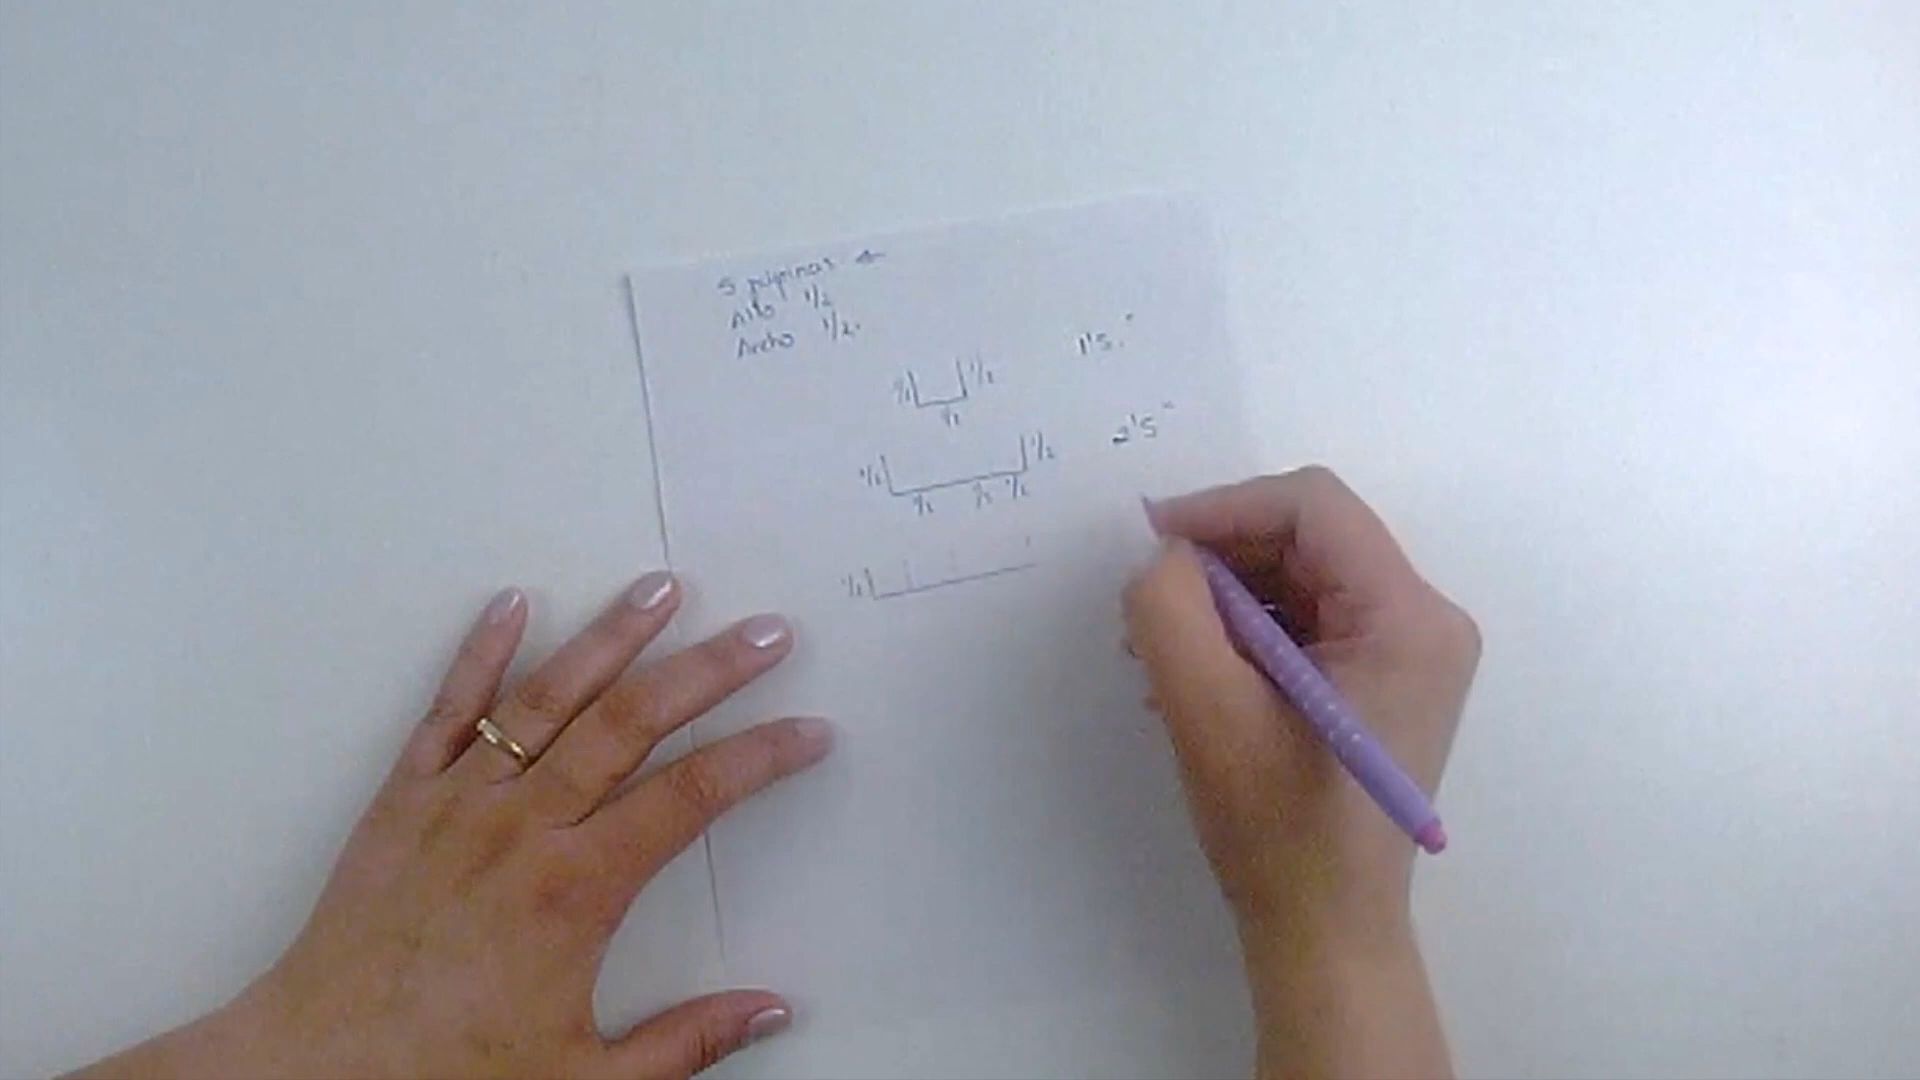 5 páginas ←
Alto 1/2
Ancho 1/2.
1/2 1/2 1'5."
1/2
1/2 1/2 2'5"
1/2 1/2 1/2
1/2